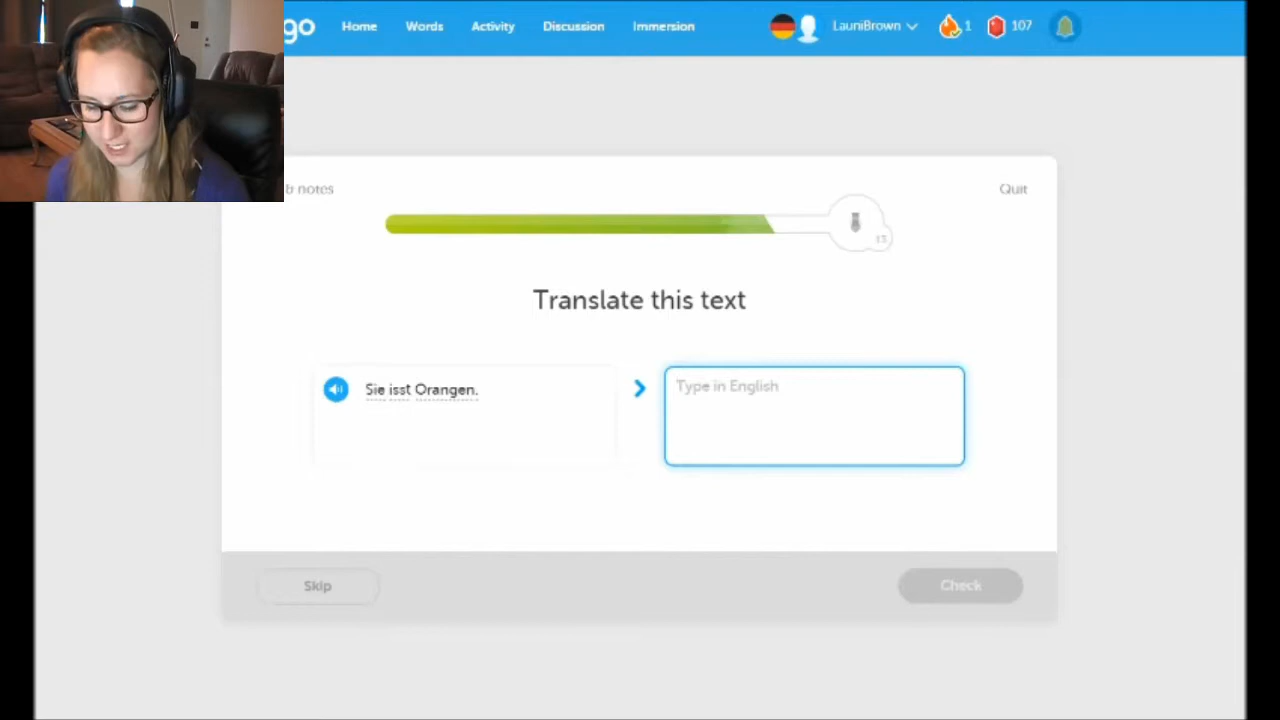 go Home Words Activity Discussion Immersion LauniBrown 1 107
& notes Quit
13
Translate this text
Sie isst Orangen. Type in English
Skip Check